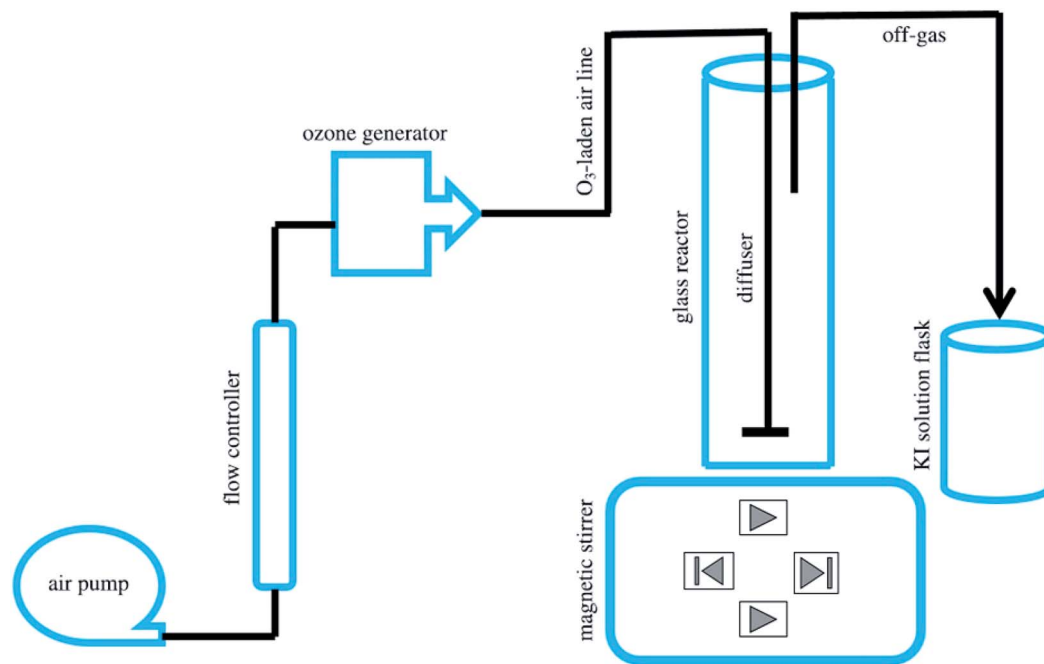 air pump
flow controller
ozone generator
O₃-laden air line
glass reactor
diffuser
off-gas
KI solution flask
magnetic stirrer